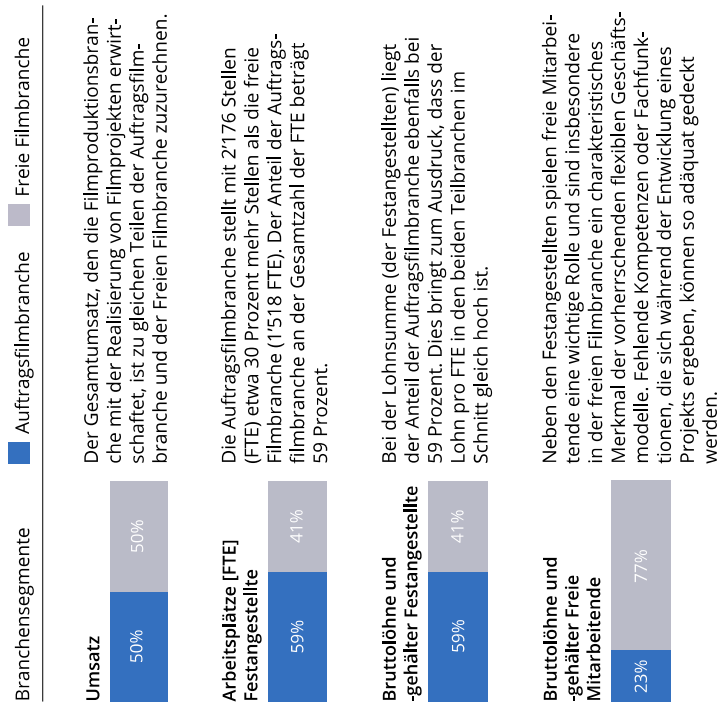 Branchensegmente
Auftragsfilmbranche
Freie Filmbranche
Umsatz
50%
50%
Der Gesamtumsatz, den die Filmproduktionsbran-
che mit der Realisierung von Filmprojekten erwirt-
schaftet, ist zu gleichen Teilen der Auftragsfilm-
branche und der Freien Filmbranche zuzurechnen.
Arbeitsplätze [FTE]
Festangestellte
59%
41%
Die Auftragsfilmbranche stellt mit 2'176 Stellen
(FTE) etwa 30 Prozent mehr Stellen als die freie
Filmbranche (1'518 FTE). Der Anteil der Auftrags-
filmbranche an der Gesamtzahl der FTE beträgt
59 Prozent.
Bruttolöhne und
-gehälter Festangestellte
59%
41%
Bei der Lohnsumme (der Festangestellten) liegt
der Anteil der Auftragsfilmbranche ebenfalls bei
59 Prozent. Dies bringt zum Ausdruck, dass der
Lohn pro FTE in den beiden Teilbranchen im
Schnitt gleich hoch ist.
Bruttolöhne und
-gehälter Freie
Mitarbeitende
23%
77%
Neben den Festangestellten spielen freie Mitarbei-
tende eine wichtige Rolle und sind insbesondere
in der freien Filmbranche ein charakteristisches
Merkmal der vorherrschenden flexiblen Geschäfts-
modelle. Fehlende Kompetenzen oder Fachfunk-
tionen, die sich während der Entwicklung eines
Projekts ergeben, können so adäquat gedeckt
werden.